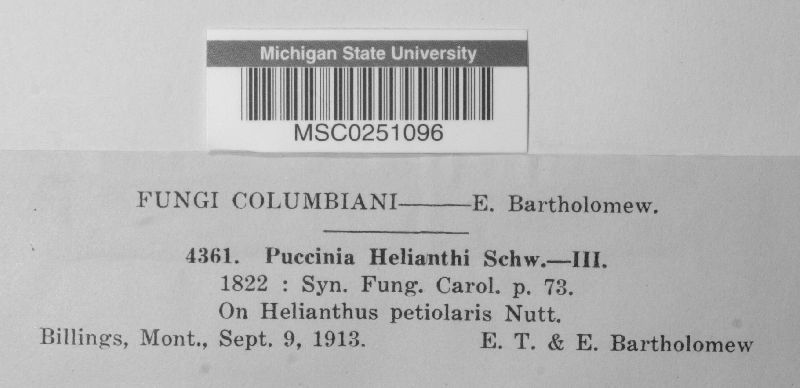 Michigan State University
MSC0251096
FUNGI COLUMBIANI——E. Bartholomew.
4361. Puccinia Helianthi Schw.—III.
1822 : Syn. Fung. Carol. p. 73.
On Helianthus petiolaris Nutt.
Billings, Mont., Sept. 9, 1913. E. T. & E. Bartholomew